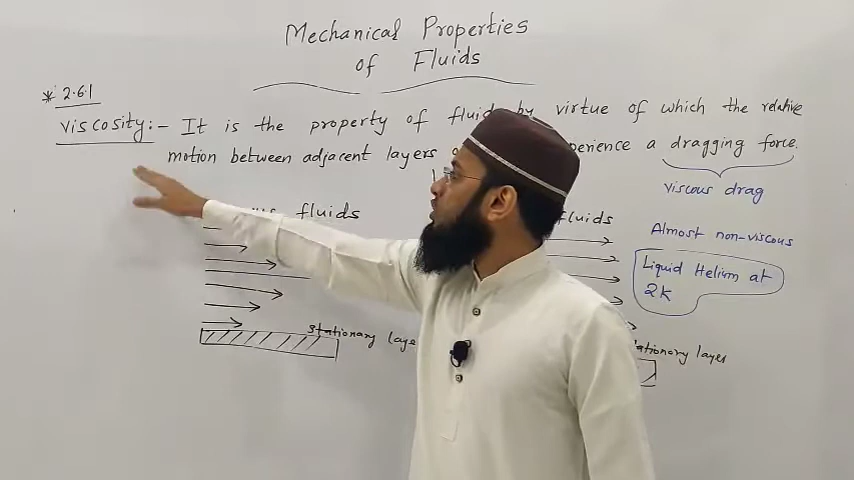 Mechanical Properties
of Fluids
* 2.6.1
Viscosity:- It is the property of fluid by virtue of which the relative
motion between adjacent layers experience a dragging force.
viscous drag
fluids
fluids
Almost non-viscous
Liquid Helium at
2K
stationary layer
stationary layer